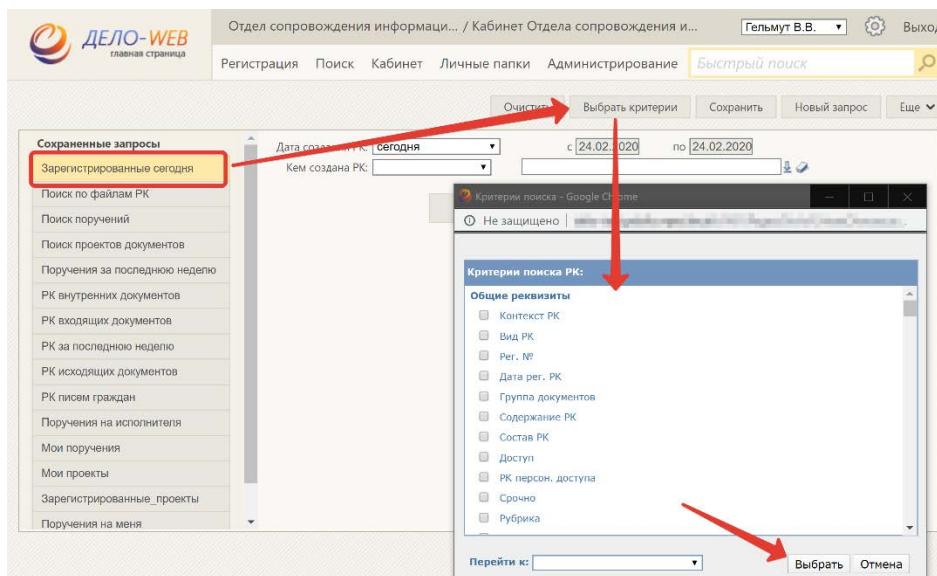 ДЕЛО-WEB
главная страница
Отдел сопровождения информаци... / Кабинет Отдела сопровождения и...
Гельмут В.В.
Выход
Регистрация Поиск Кабинет Личные папки Администрирование Быстрый поиск
Очистить Выбрать критерии Сохранить Новый запрос Еще
Сохраненные запросы
Зарегистрированные сегодня
Поиск по файлам РК
Поиск поручений
Поиск проектов документов
Поручения за последнюю неделю
РК внутренних документов
РК входящих документов
РК за последнюю неделю
РК исходящих документов
РК писем граждан
Поручения на исполнителя
Мои поручения
Мои проекты
Зарегистрированные_проекты
Поручения на меня
Дата создания РК: сегодня с 24.02.2020 по 24.02.2020
Кем создана РК:
Критерии поиска - Google Chrome
Не защищено
Критерии поиска РК:
Общие реквизиты
Контекст РК
Вид РК
Рег. №
Дата рег. РК
Группа документов
Содержание РК
Состав РК
Доступ
РК персон. доступа
Срочно
Рубрика
Перейти к:
Выбрать Отмена